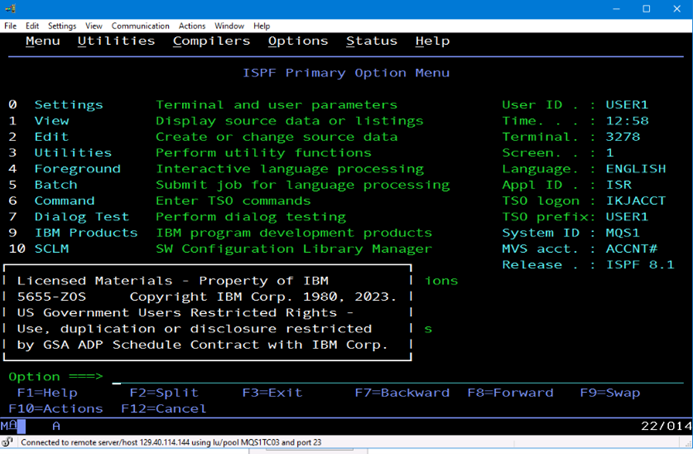 File Edit Settings View Communication Actions Window Help
Menu Utilities Compilers Options Status Help
ISPF Primary Option Menu
0 Settings Terminal and user parameters User ID . : USER1
1 View Display source data or listings Time. . . : 12:58
2 Edit Create or change source data Terminal. : 3278
3 Utilities Perform utility functions Screen. . : 1
4 Foreground Interactive language processing Language. : ENGLISH
5 Batch Submit job for language processing Appl ID . : ISR
6 Command Enter TSO commands TSO logon : IKJACCT
7 Dialog Test Perform dialog testing TSO prefix: USER1
9 IBM Products IBM program development products System ID : MQS1
10 SCLM SW Configuration Library Manager MVS acct. : ACCNT#
Release . : ISPF 8.1
Licensed Materials - Property of IBM ions
5655-ZOS Copyright IBM Corp. 1980, 2023.
US Government Users Restricted Rights -
Use, duplication or disclosure restricted s
by GSA ADP Schedule Contract with IBM Corp.
Option ===>
F1=Help F2=Split F3=Exit F7=Backward F8=Forward F9=Swap
F10=Actions F12=Cancel
A 22/014
Connected to remote server/host 129.40.114.144 using lu/pool MQS1TC03 and port 23